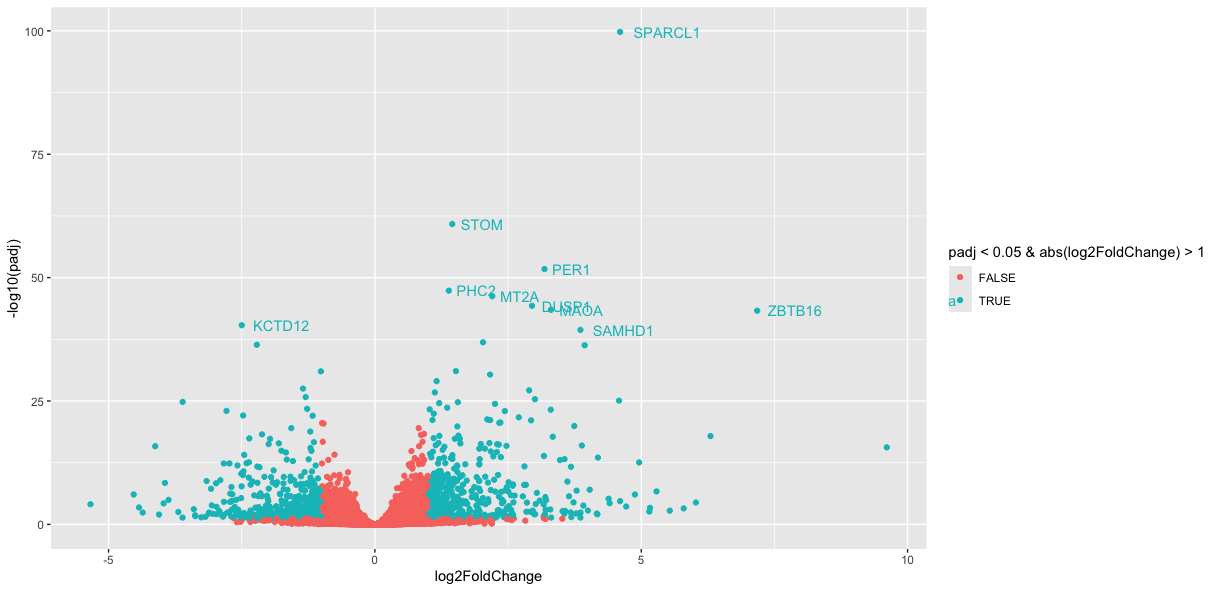 100
SPARCL1
75
STOM
padj < 0.05 & abs(log2FoldChange) > 1
-log10(padj)
PER1
50
FALSE
PHC2
MT2A
a
TRUE
DUSP1
MAOA
ZBTB16
KCTD12
SAMHD1
25
0
-5
0
5
10
log2FoldChange